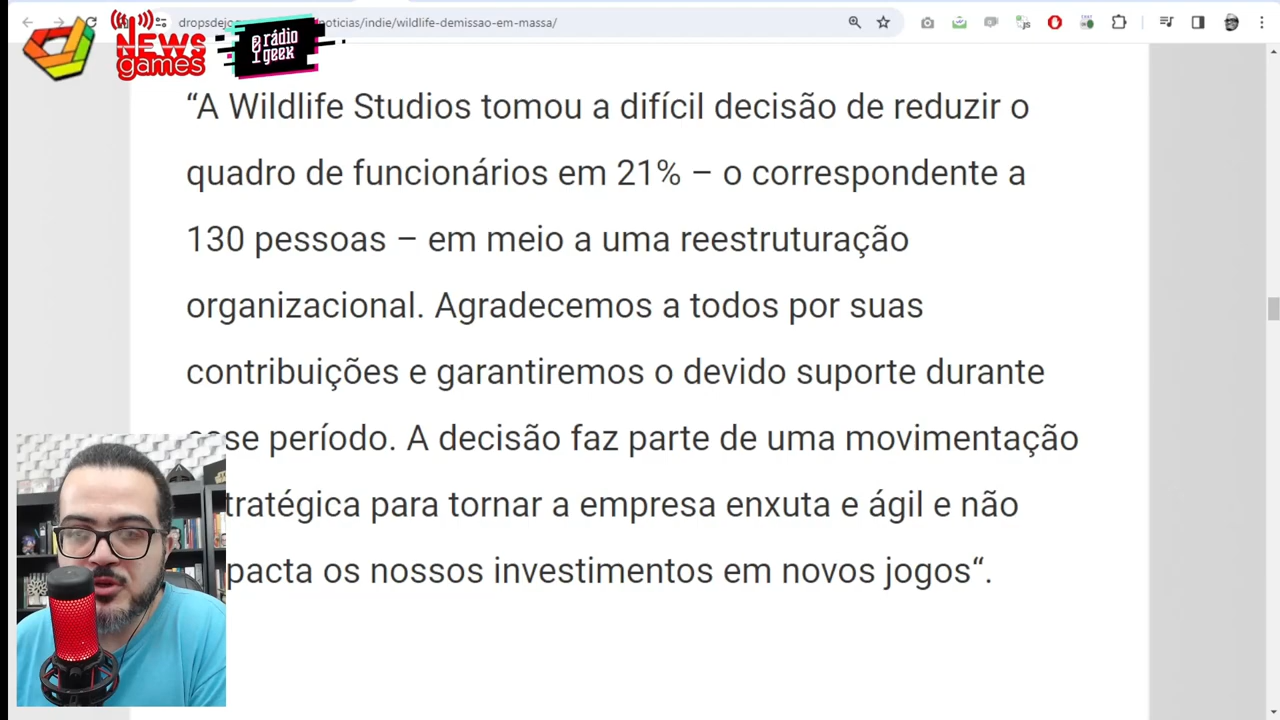 dropsdejo
noticias/indie/wildlife-demissao-em-massa/
NEWS
games
rádio
geek
“A Wildlife Studios tomou a difícil decisão de reduzir o
quadro de funcionários em 21% – o correspondente a
130 pessoas – em meio a uma reestruturação
organizacional. Agradecemos a todos por suas
contribuições e garantiremos o devido suporte durante
se período. A decisão faz parte de uma movimentação
tratégica para tornar a empresa enxuta e ágil e não
pacta os nossos investimentos em novos jogos“.